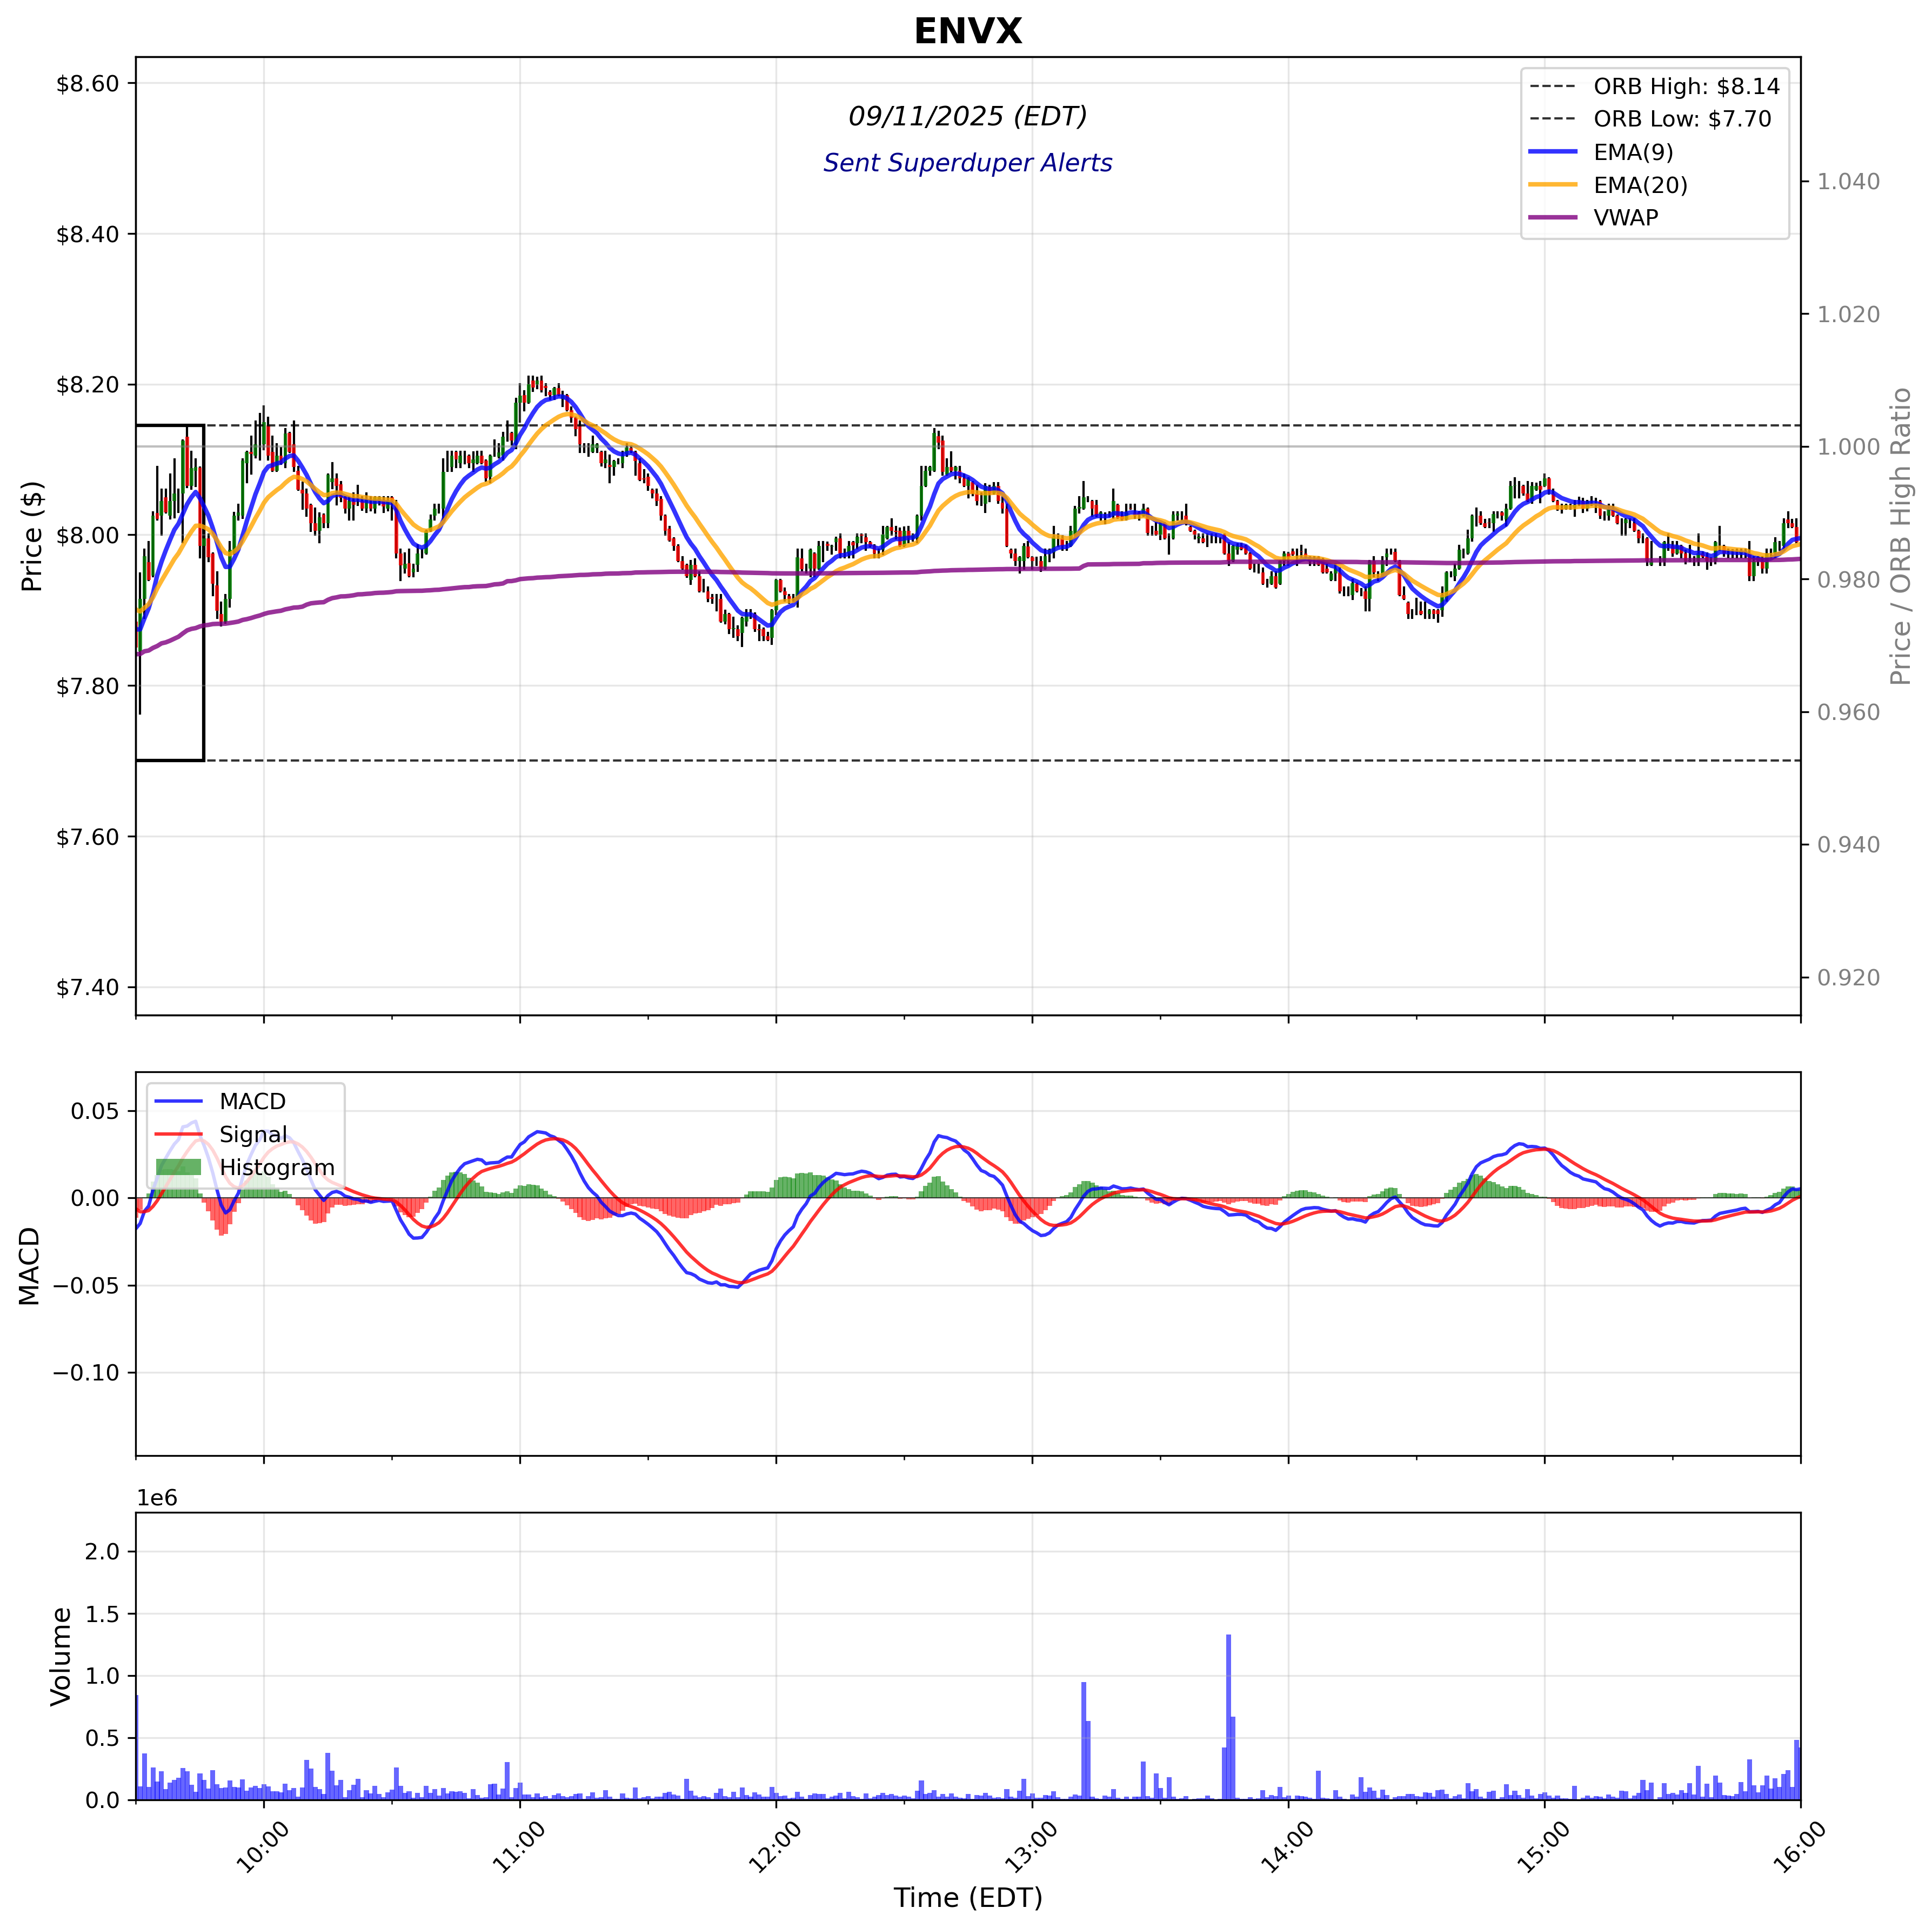 ENVX
09/11/2025 (EDT)
Sent Superduper Alerts
ORB High: $8.14
ORB Low: $7.70
EMA(9)
EMA(20)
VWAP
Price ($)
$8.60
$8.40
$8.20
$8.00
$7.80
$7.60
$7.40
Price / ORB High Ratio
1.040
1.020
1.000
0.980
0.960
0.940
0.920
MACD
Signal
Histogram
MACD
0.05
0.00
−0.05
−0.10
1e6
Volume
2.0
1.5
1.0
0.5
0.0
10:00
11:00
12:00
13:00
14:00
15:00
16:00
Time (EDT)